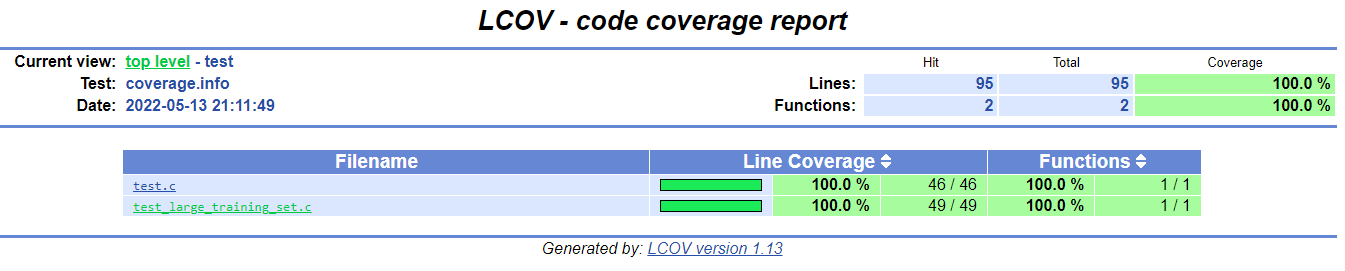 LCOV - code coverage report
Current view: top level - test Hit Total Coverage
Test: coverage.info Lines: 95 95 100.0 %
Date: 2022-05-13 21:11:49 Functions: 2 2 100.0 %
Filename Line Coverage Functions
test.c 100.0 % 46 / 46 100.0 % 1 / 1
test_large_training_set.c 100.0 % 49 / 49 100.0 % 1 / 1
Generated by: LCOV version 1.13